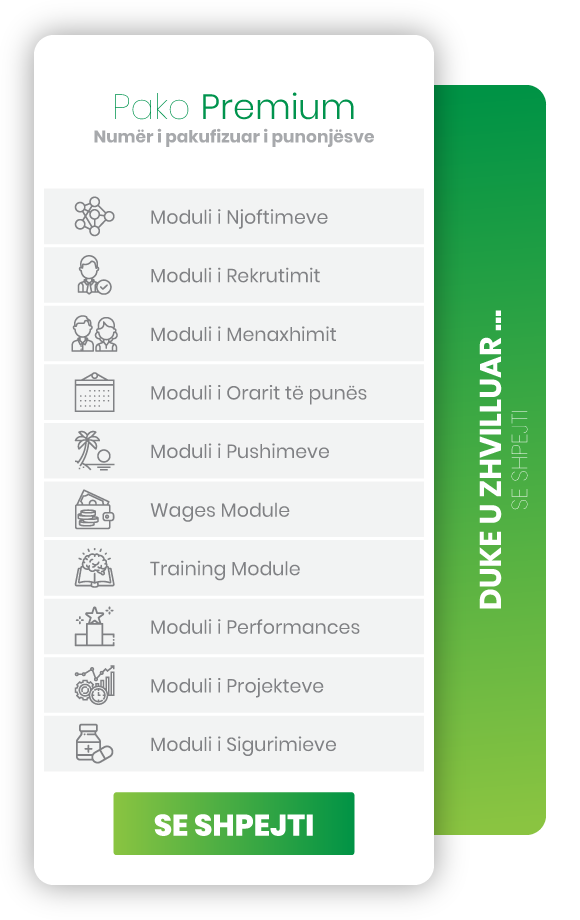 Pako Premium
Numër i pakufizuar i punonjësve
Moduli i Njoftimeve
Moduli i Rekrutimit
Moduli i Menaxhimit
Moduli i Orarit të punës
Moduli i Pushimeve
Wages Module
Training Module
Moduli i Performances
Moduli i Projekteve
Moduli i Sigurimieve
SE SHPEJTI
DUKE U ZHVILLUAR ...
SE SHPEJTI